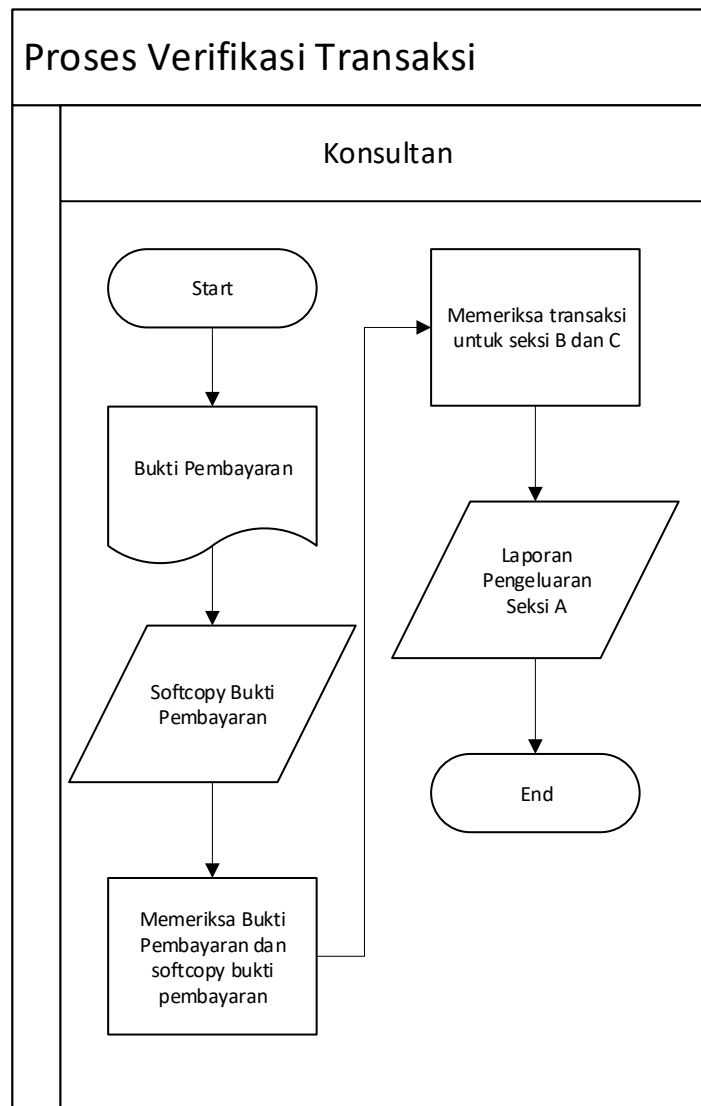 Proses Verifikasi Transaksi
Konsultan
Start
Bukti Pembayaran
Softcopy Bukti
Pembayaran
Memeriksa Bukti
Pembayaran dan
softcopy bukti
pembayaran
Memeriksa transaksi
untuk seksi B dan C
Laporan
Pengeluaran
Seksi A
End